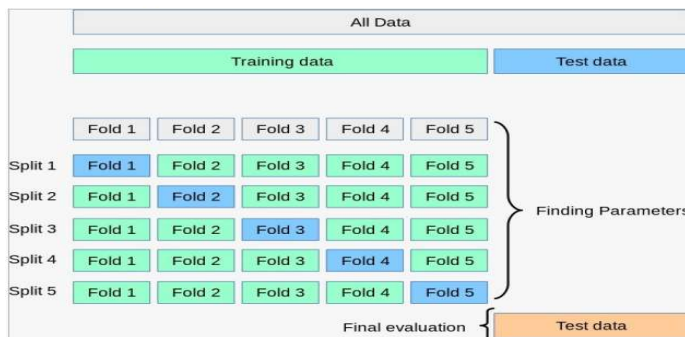 All Data
Training data Test data
Fold 1 Fold 2 Fold 3 Fold 4 Fold 5
Split 1 Fold 1 Fold 2 Fold 3 Fold 4 Fold 5
Split 2 Fold 1 Fold 2 Fold 3 Fold 4 Fold 5
Finding Parameters
Split 3 Fold 1 Fold 2 Fold 3 Fold 4 Fold 5
Split 4 Fold 1 Fold 2 Fold 3 Fold 4 Fold 5
Split 5 Fold 1 Fold 2 Fold 3 Fold 4 Fold 5
Final evaluation Test data